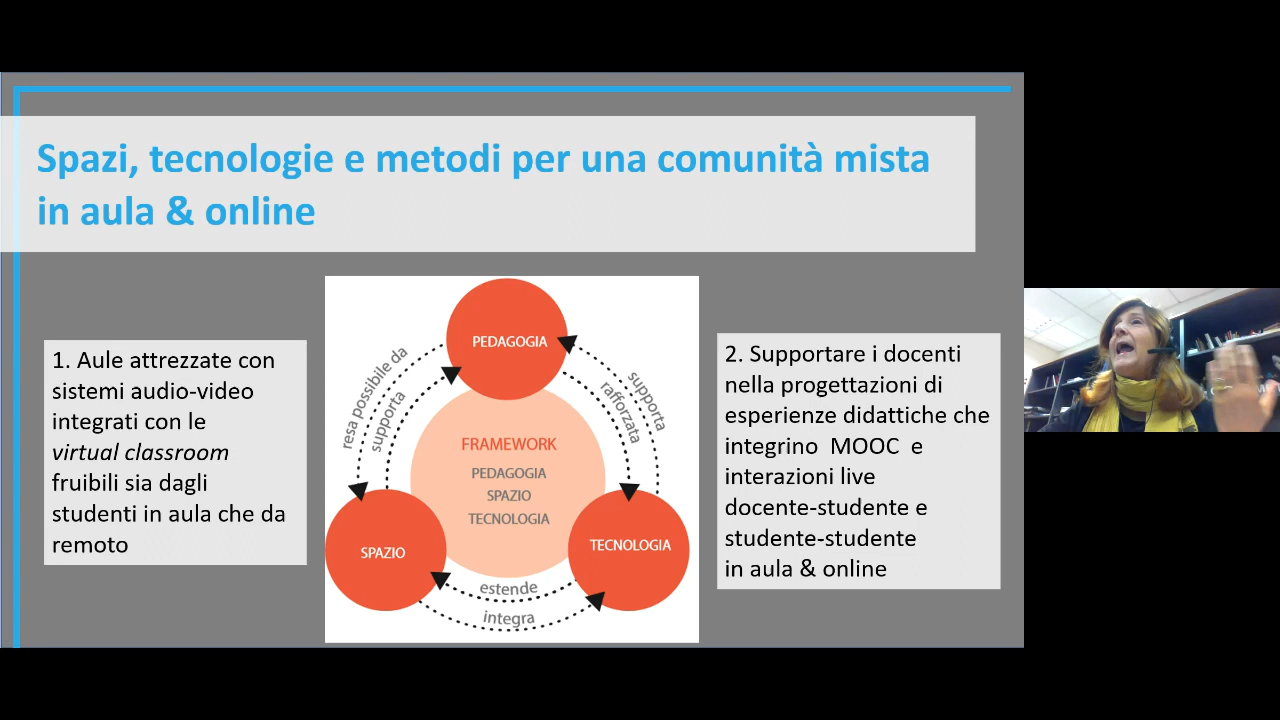 Spazi, tecnologie e metodi per una comunità mista
in aula & online
1. Aule attrezzate con
sistemi audio-video
integrati con le
virtual classroom
fruibili sia dagli
studenti in aula che da
remoto
PEDAGOGIA
resa possibile da
supporta
rafforzata
supporta
FRAMEWORK
PEDAGOGIA
SPAZIO
TECNOLOGIA
SPAZIO
TECNOLOGIA
estende
integra
2. Supportare i docenti
nella progettazioni di
esperienze didattiche che
integrino MOOC e
interazioni live
docente-studente e
studente-studente
in aula & online